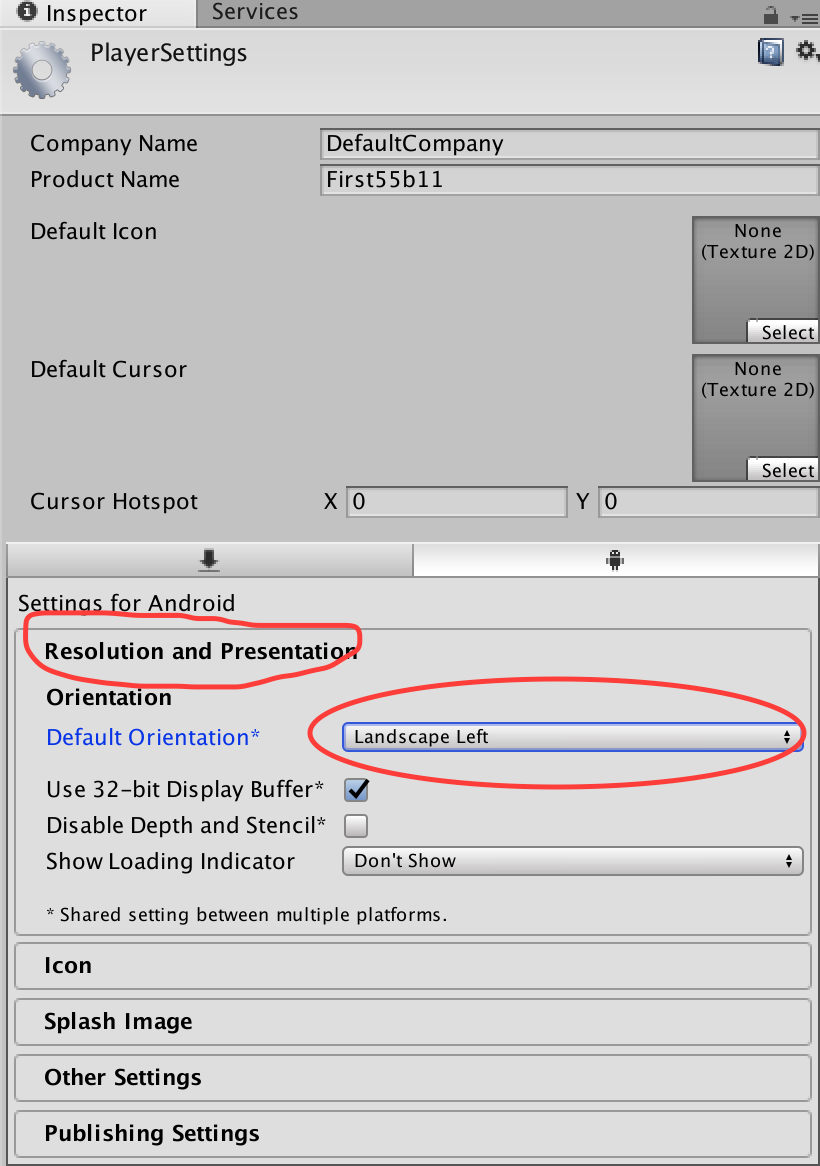 Inspector
Services
PlayerSettings
Company Name DefaultCompany
Product Name First55b11
Default Icon
None
(Texture 2D)
Select
Default Cursor
None
(Texture 2D)
Select
Cursor Hotspot X 0 Y 0
Settings for Android
Resolution and Presentation
Orientation
Default Orientation* Landscape Left
Use 32-bit Display Buffer*
Disable Depth and Stencil*
Show Loading Indicator Don't Show
* Shared setting between multiple platforms.
Icon
Splash Image
Other Settings
Publishing Settings